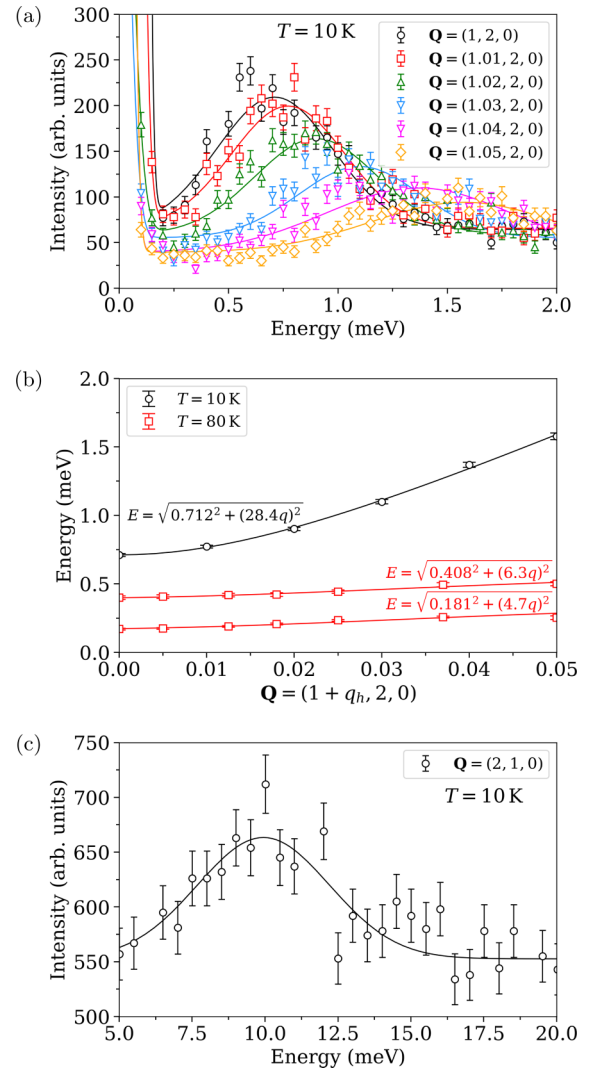 (a)
300
250
200
150
100
50
0
Intensity (arb. units)
T = 10 K
Q = (1, 2, 0)
Q = (1.01, 2, 0)
Q = (1.02, 2, 0)
Q = (1.03, 2, 0)
Q = (1.04, 2, 0)
Q = (1.05, 2, 0)
0.0 0.5 1.0 1.5 2.0
Energy (meV)
(b)
2.0
1.5
1.0
0.5
0.0
Energy (meV)
T = 10 K
T = 80 K
E = √0.712² + (28.4q)²
E = √0.408² + (6.3q)²
E = √0.181² + (4.7q)²
0.00 0.01 0.02 0.03 0.04 0.05
Q = (1 + qₕ, 2, 0)
(c)
750
700
650
600
550
500
Intensity (arb. units)
Q = (2, 1, 0)
T = 10 K
5.0 7.5 10.0 12.5 15.0 17.5 20.0
Energy (meV)